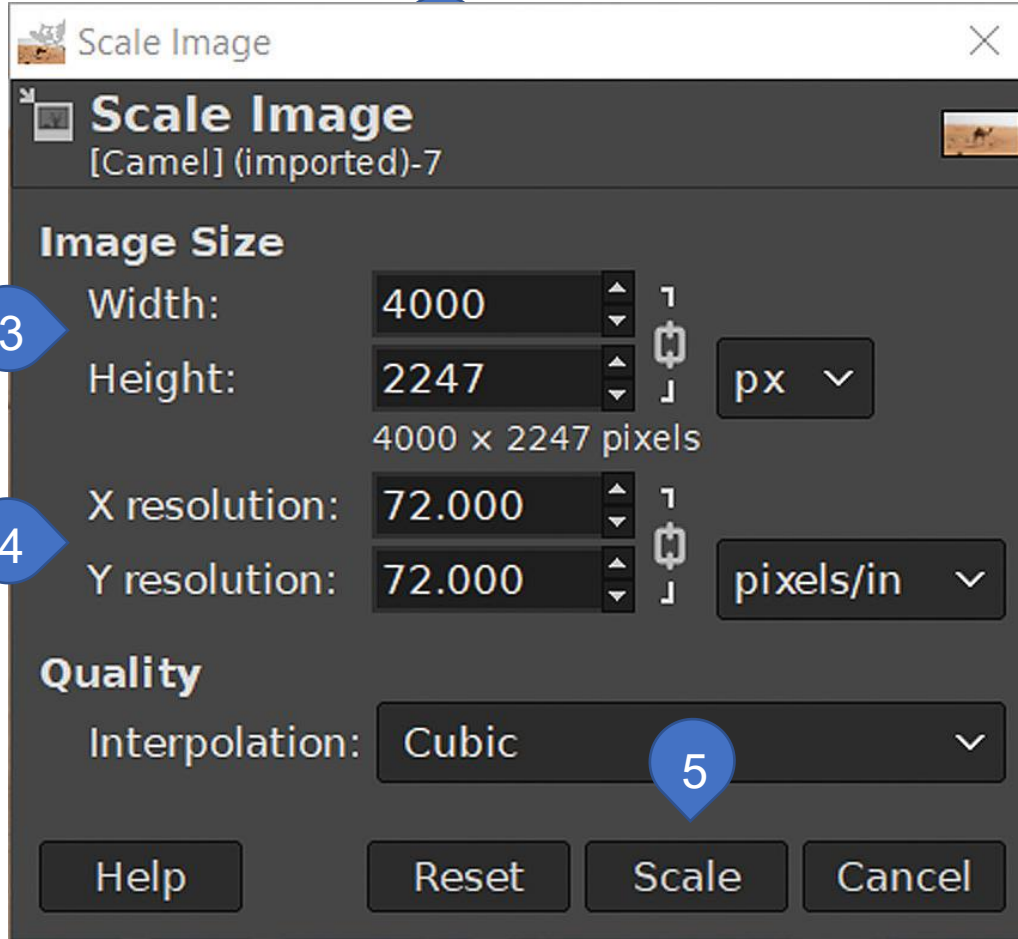 Scale Image
Scale Image
[Camel] (imported)-7
Image Size
3
Width: 4000
Height: 2247 px
4000 × 2247 pixels
4
X resolution: 72.000
Y resolution: 72.000 pixels/in
Quality
Interpolation: Cubic
5
Help Reset Scale Cancel